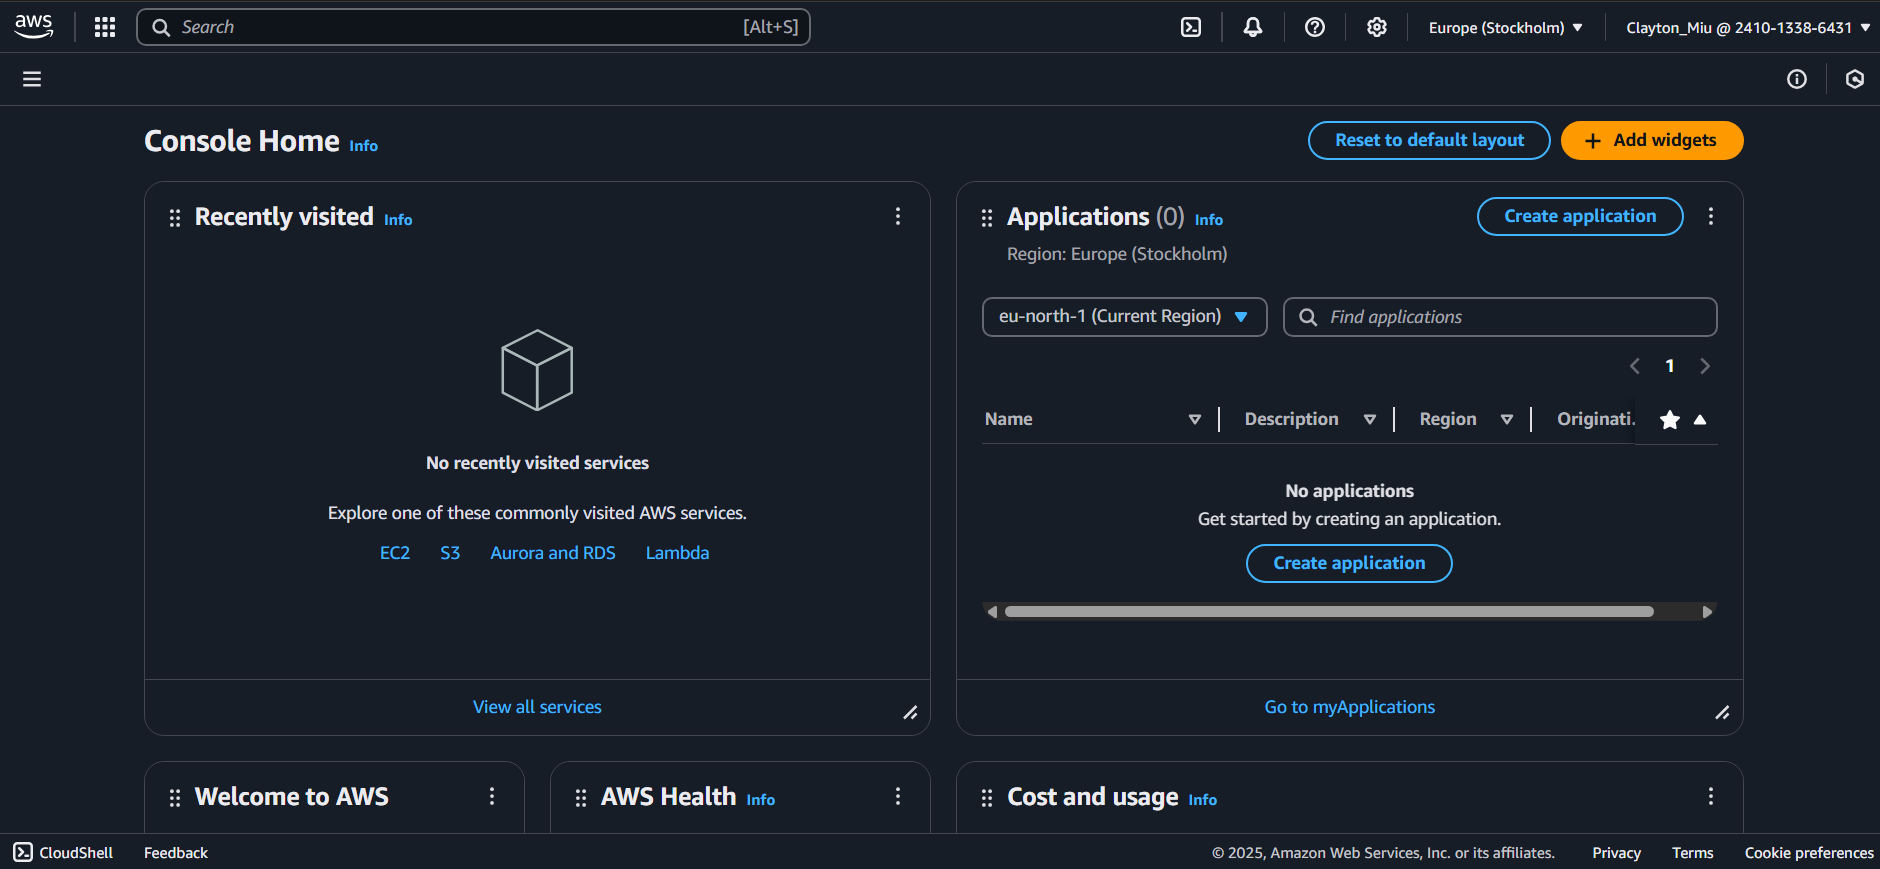 aws
Search [Alt+S]
Europe (Stockholm)
Clayton_Miu @ 2410-1338-6431
Console Home Info
Reset to default layout
Add widgets
Recently visited Info
No recently visited services
Explore one of these commonly visited AWS services.
EC2 S3 Aurora and RDS Lambda
View all services
Applications (0) Info
Create application
Region: Europe (Stockholm)
eu-north-1 (Current Region)
Find applications
1
Name Description Region Originati.
No applications
Get started by creating an application.
Create application
Go to myApplications
Welcome to AWS
AWS Health Info
Cost and usage Info
CloudShell Feedback
© 2025, Amazon Web Services, Inc. or its affiliates. Privacy Terms Cookie preferences